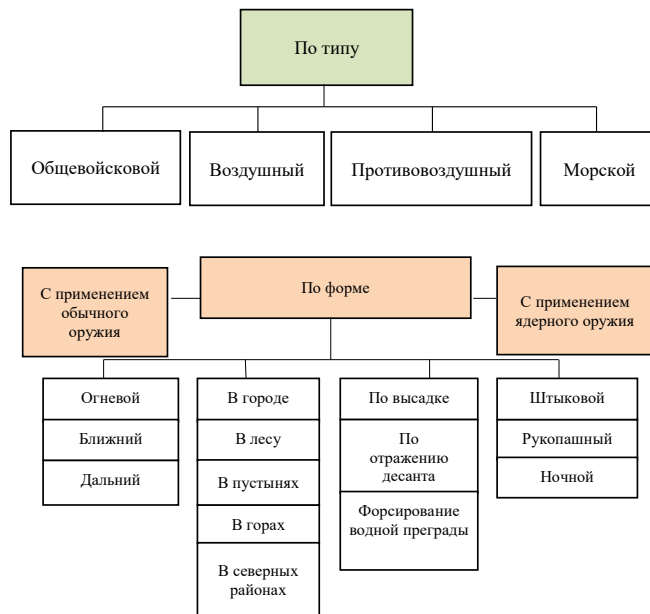 По типу
Общевойсковой
Воздушный
Противовоздушный
Морской
С применением
обычного
оружия
По форме
С применением
ядерного оружия
Огневой
Ближний
Дальний
В городе
В лесу
В пустынях
В горах
В северных
районах
По высадке
По
отражению
десанта
Форсирование
водной преграды
Штыковой
Рукопашный
Ночной